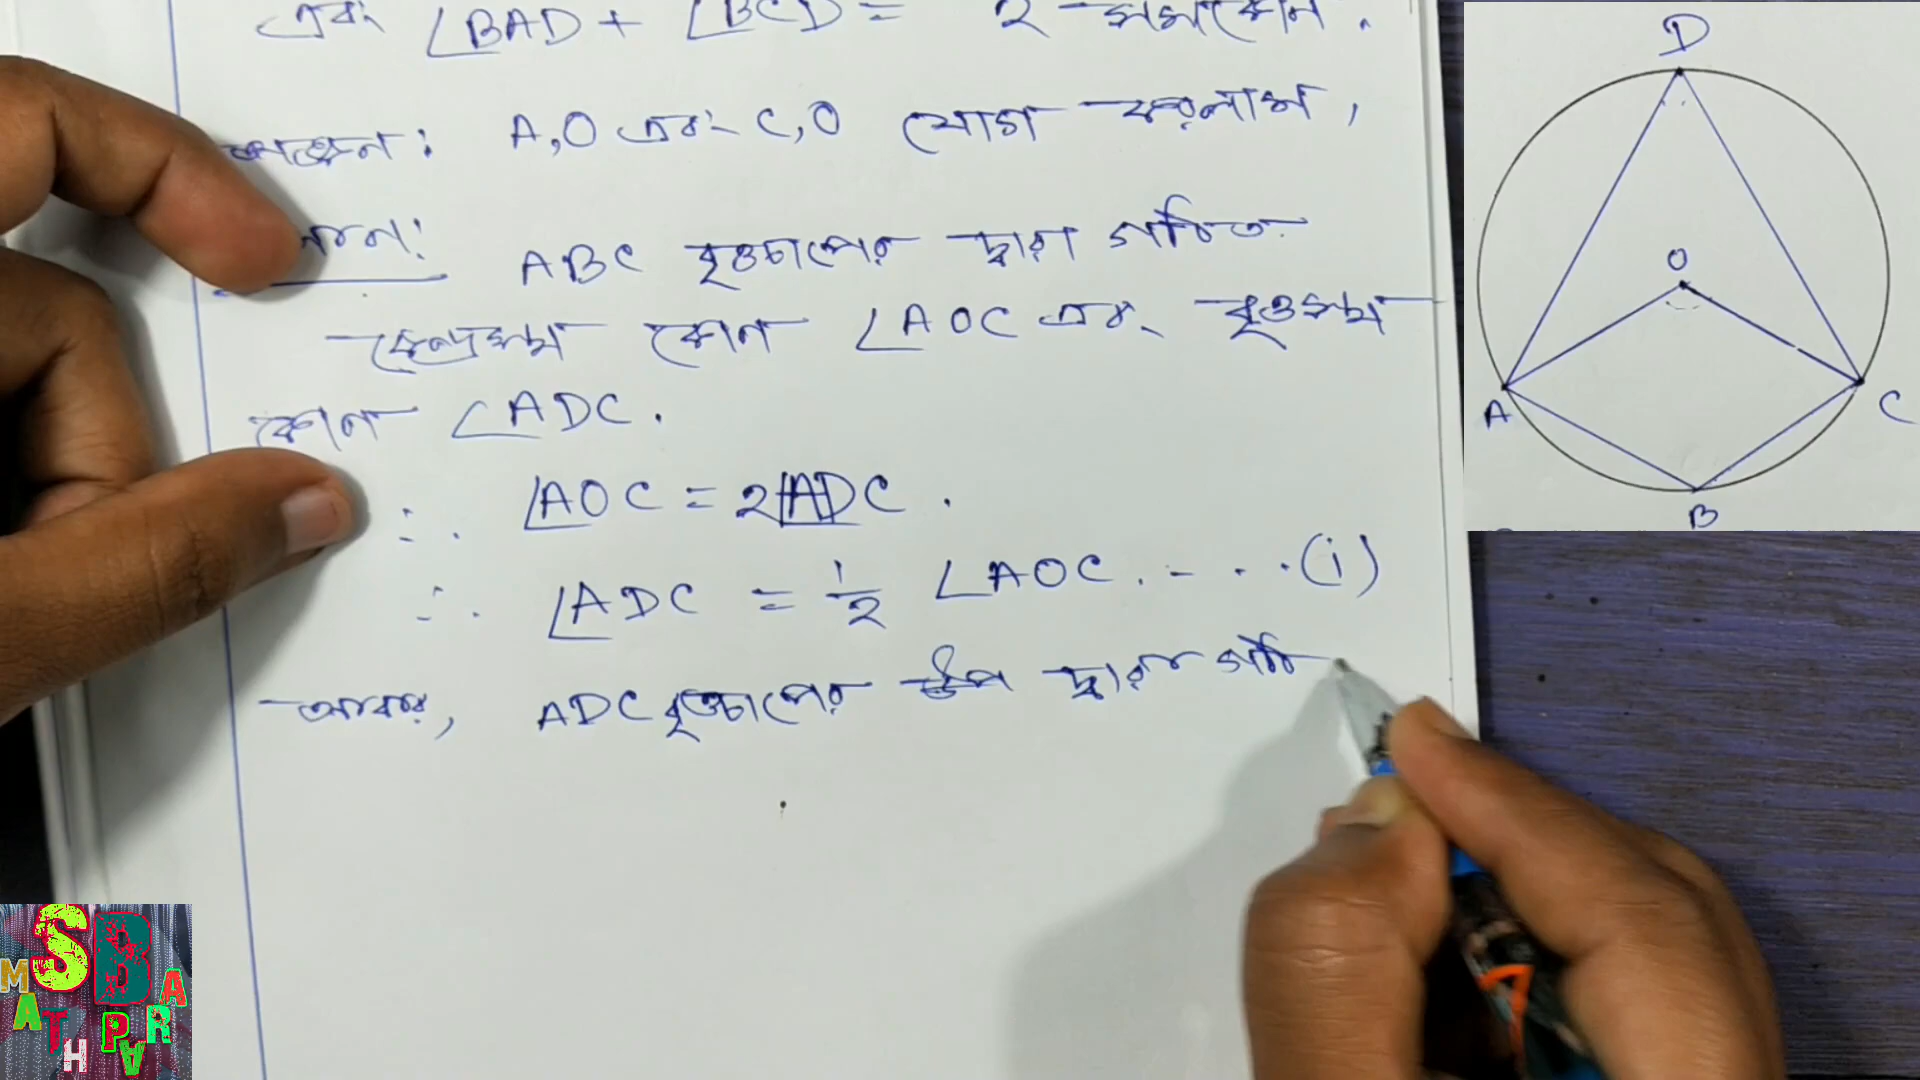 এবং ∠BAD + ∠BCD = 2 সমকোন.
অঙ্কন: A,O এবং C,O যোগ করলাম,
ABC বৃত্তচাপের দ্বারা গঠিত
কেন্দ্রস্থ কোন ∠AOC এবং বৃত্তস্থ
কোন ∠ADC.
∴ ∠AOC = 2∠ADC.
∴ ∠ADC = 1/2 ∠AOC. - . . . (i)
আবার, ADC বৃত্তচাপের দ্বারা গঠি
D
O
A
C
B
SB
MATH PARA